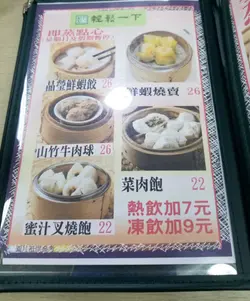 輕鬆一下
即蒸點心
晶瑩鮮蝦餃 26
鮮蝦燒賣 26
山竹牛肉球 26
菜肉飽 22
蜜汁叉燒飽 22
熱飲加7元
凍飲加9元